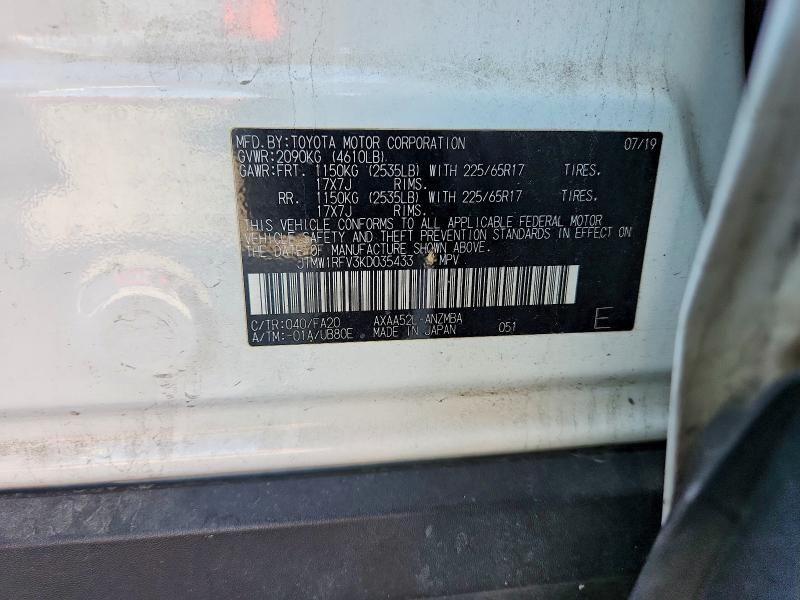 MFD. BY: TOYOTA MOTOR CORPORATION 07/19
GVWR: 2090KG (4610LB)
GAWR: FRT. 1150KG (2535LB) WITH 225/65R17 TIRES.
17X7J RIMS.
RR. 1150KG (2535LB) WITH 225/65R17 TIRES.
17X7J RIMS.
THIS VEHICLE CONFORMS TO ALL APPLICABLE FEDERAL MOTOR
VEHICLE SAFETY AND THEFT PREVENTION STANDARDS IN EFFECT ON
THE DATE OF MANUFACTURE SHOWN ABOVE.
JTMW1RFV3KD035433 MPV
C/TR: 040/FA20 AXAA52L-ANZMBA
A/TM: -01A/UB80E MADE IN JAPAN 051 E